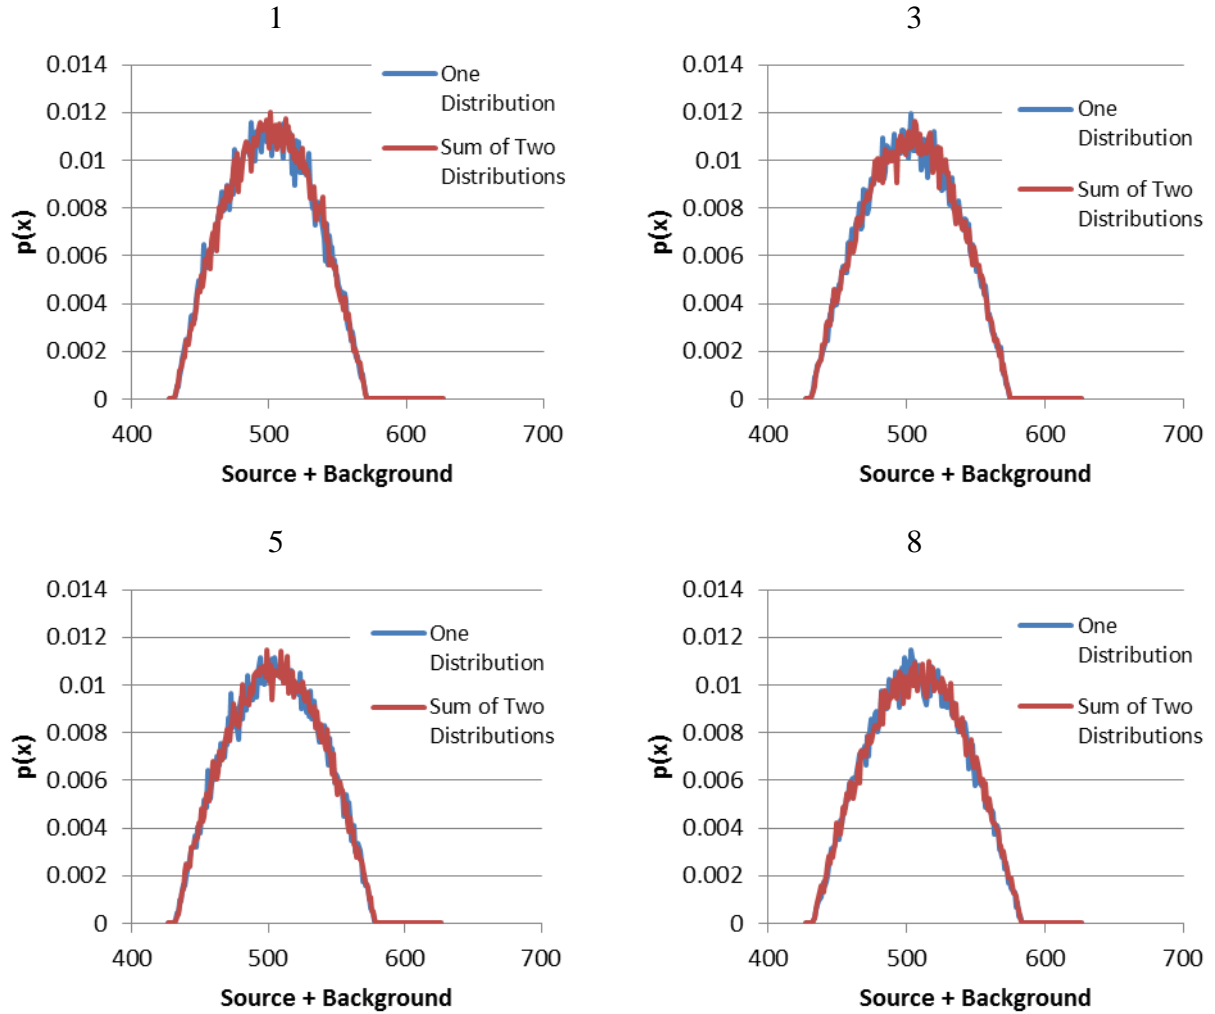 1
0.014
0.012
0.01
0.008
0.006
0.004
0.002
0
p(x)
One
Distribution
Sum of Two
Distributions
400 500 600 700
Source + Background
3
0.014
0.012
0.01
0.008
0.006
0.004
0.002
0
p(x)
One
Distribution
Sum of Two
Distributions
400 500 600 700
Source + Background
5
0.014
0.012
0.01
0.008
0.006
0.004
0.002
0
p(x)
One
Distribution
Sum of Two
Distributions
400 500 600 700
Source + Background
8
0.014
0.012
0.01
0.008
0.006
0.004
0.002
0
p(x)
One
Distribution
Sum of Two
Distributions
400 500 600 700
Source + Background